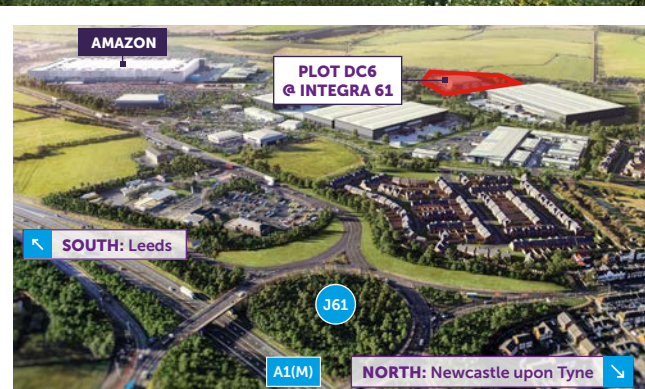 AMAZON
PLOT DC6
@ INTEGRA 61
SOUTH: Leeds
J61
A1(M)
NORTH: Newcastle upon Tyne